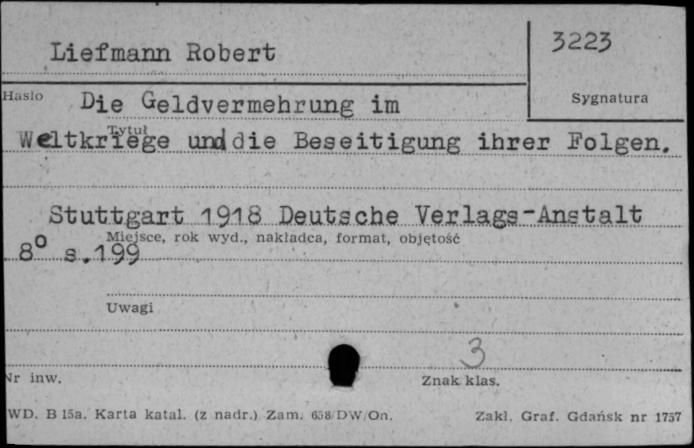 Liefmann Robert
3223
Hasło
Sygnatura
Die Geldvermehrung im
Tytuł
Weltkriege und die Beseitigung ihrer Folgen.
Stuttgart 1918 Deutsche Verlags-Anstalt
Miejsce, rok wyd., nakładca, format, objętość
8° s.199
Uwagi
3
Nr inw.
Znak klas.
WD. B 15a. Karta katal. (z nadr.) Zam. 658/DW/On.
Zakł. Graf. Gdańsk nr 1757